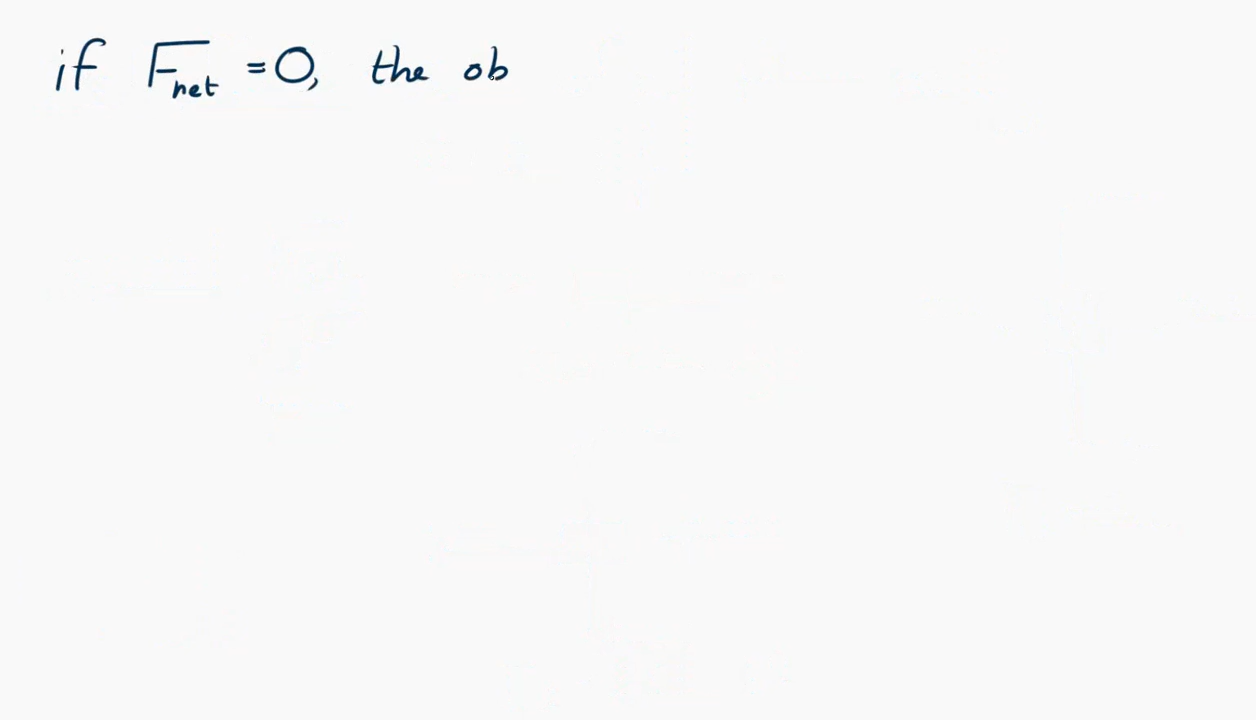 if F_net = 0, the ob